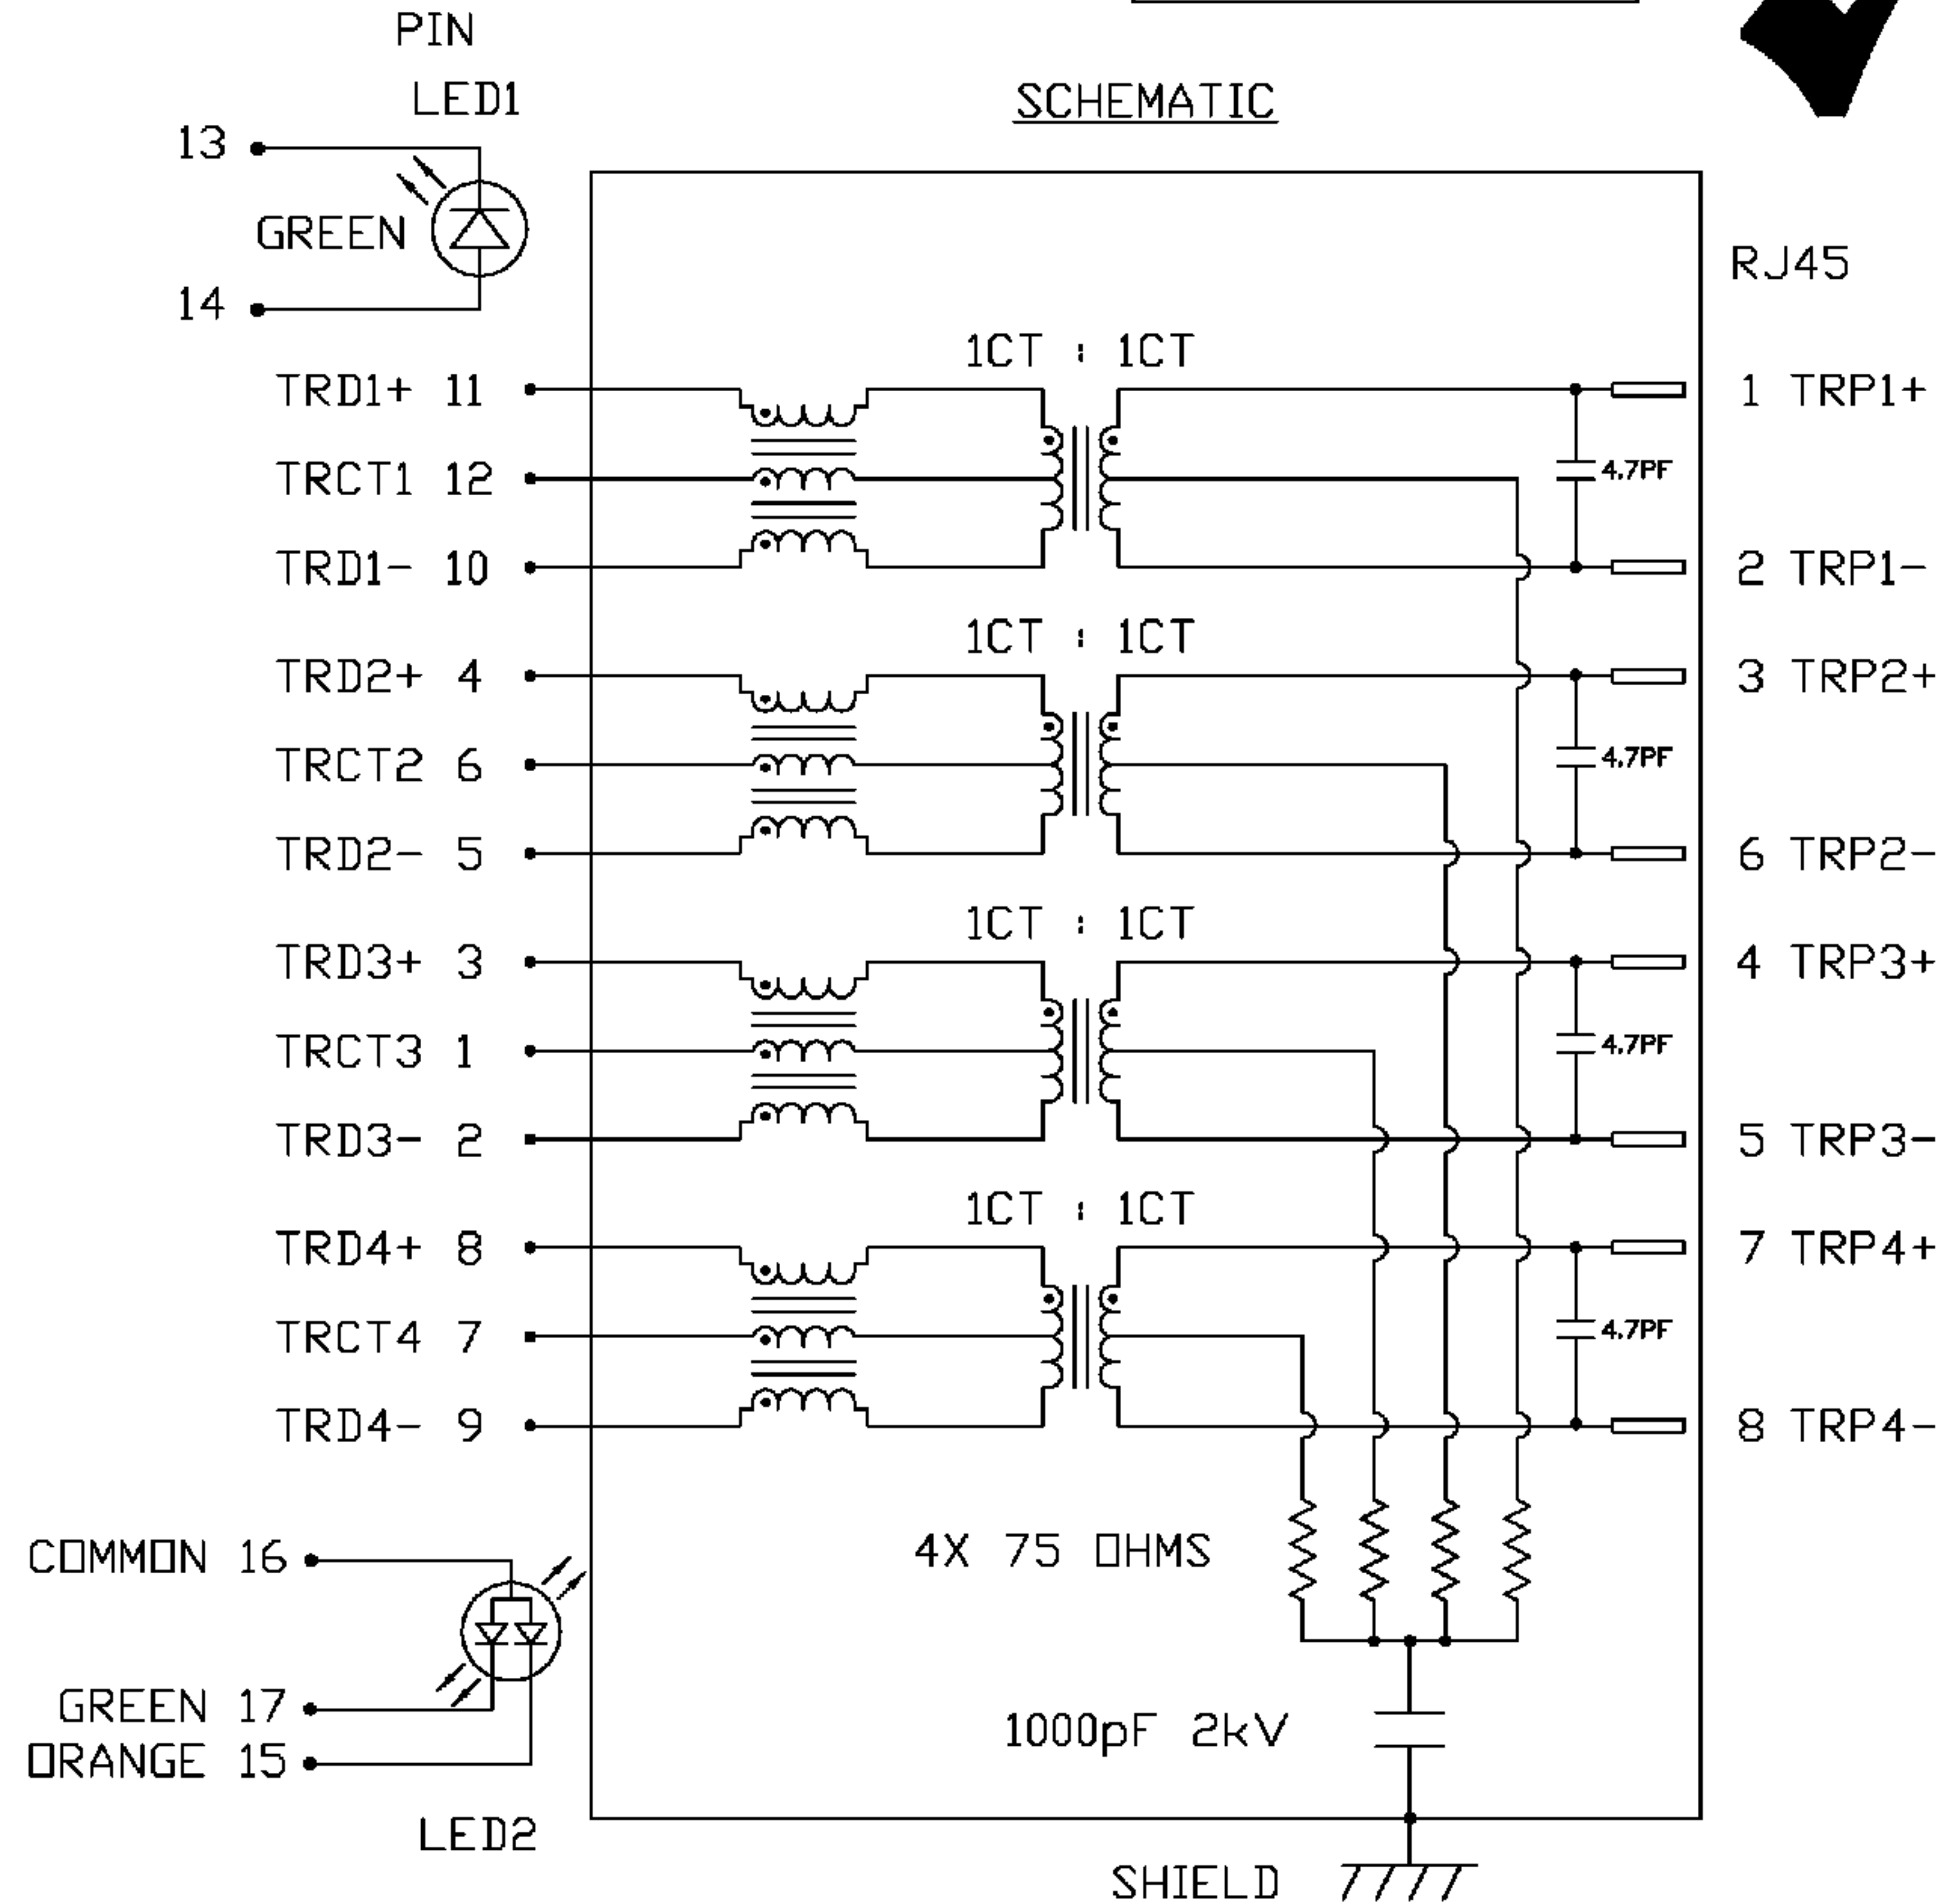 PIN
LED1
SCHEMATIC
13
GREEN
14
RJ45
1CT : 1CT
TRD1+ 11
1 TRP1+
TRCT1 12
4.7PF
TRD1- 10
2 TRP1-
1CT : 1CT
TRD2+ 4
3 TRP2+
TRCT2 6
4.7PF
TRD2- 5
6 TRP2-
1CT : 1CT
TRD3+ 3
4 TRP3+
TRCT3 1
4.7PF
TRD3- 2
5 TRP3-
1CT : 1CT
TRD4+ 8
7 TRP4+
TRCT4 7
4.7PF
TRD4- 9
8 TRP4-
COMMON 16
4X 75 OHMS
GREEN 17
1000pF 2kV
ORANGE 15
LED2
SHIELD